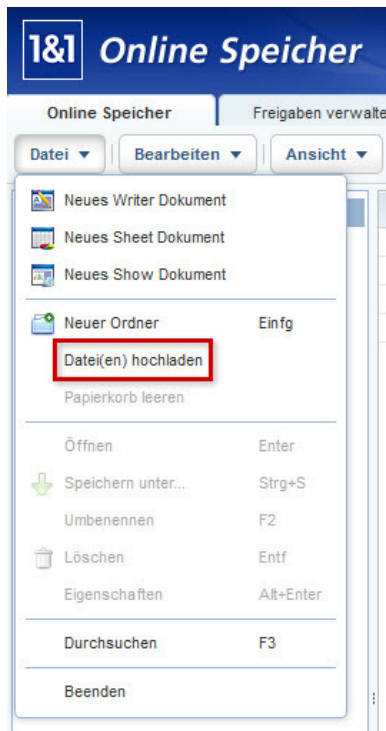 1&1 Online Speicher
Online Speicher Freigaben verwalte
Datei Bearbeiten Ansicht
Neues Writer Dokument
Neues Sheet Dokument
Neues Show Dokument
Neuer Ordner Einfg
Datei(en) hochladen
Papierkorb leeren
Öffnen Enter
Speichern unter... Strg+S
Umbenennen F2
Löschen Entf
Eigenschaften Alt+Enter
Durchsuchen F3
Beenden